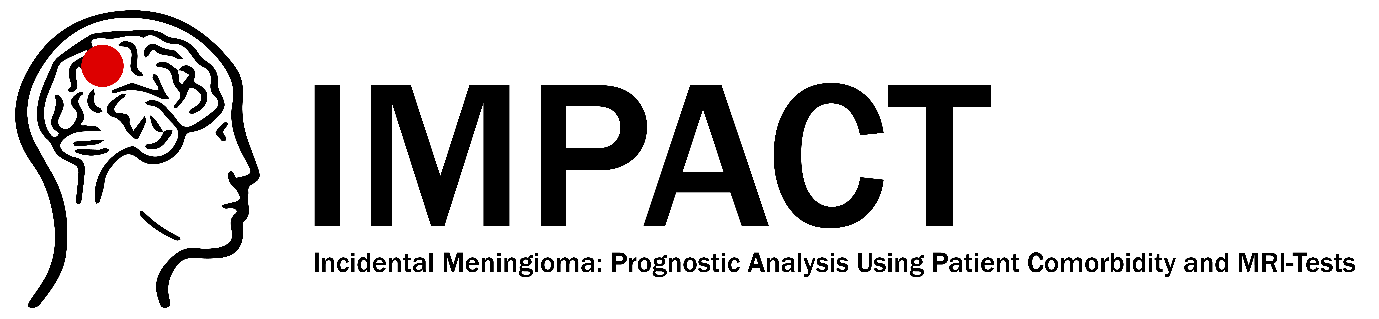 IMPACT
Incidental Meningioma: Prognostic Analysis Using Patient Comorbidity and MRI-Tests